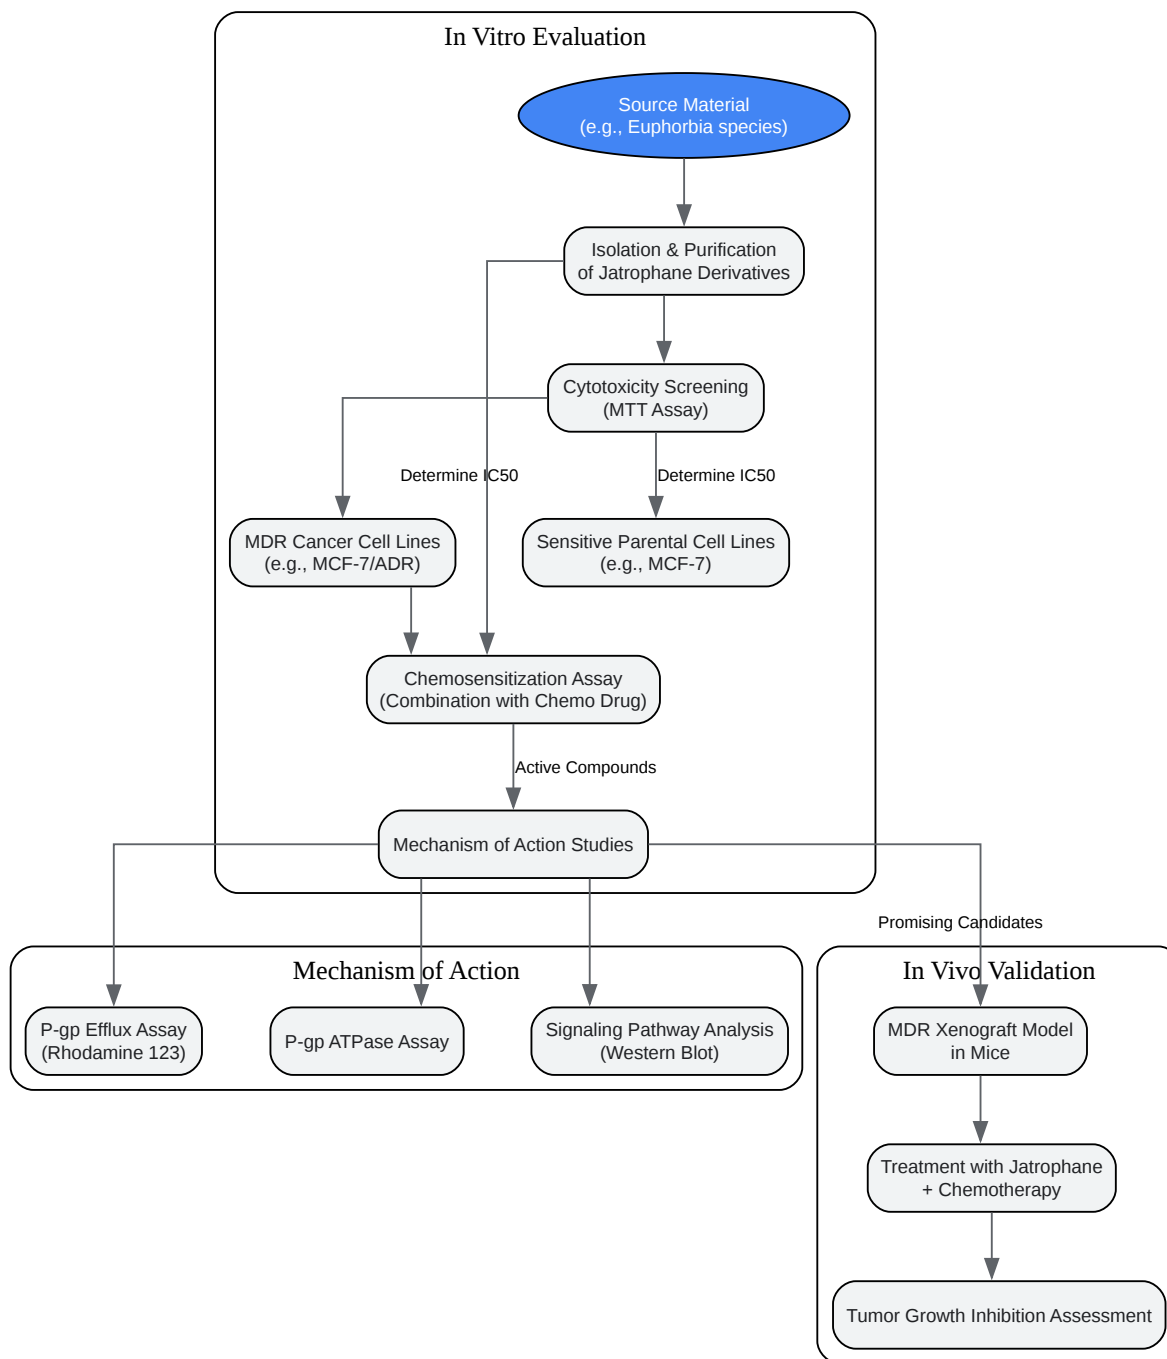 In Vitro Evaluation
Source Material
(e.g., Euphorbia species)
Isolation & Purification
of Jatrophane Derivatives
Cytotoxicity Screening
(MTT Assay)
Determine IC50
Determine IC50
MDR Cancer Cell Lines
(e.g., MCF-7/ADR)
Sensitive Parental Cell Lines
(e.g., MCF-7)
Chemosensitization Assay
(Combination with Chemo Drug)
Active Compounds
Mechanism of Action Studies
Promising Candidates
Mechanism of Action
P-gp Efflux Assay
(Rhodamine 123)
P-gp ATPase Assay
Signaling Pathway Analysis
(Western Blot)
In Vivo Validation
MDR Xenograft Model
in Mice
Treatment with Jatrophane
+ Chemotherapy
Tumor Growth Inhibition Assessment